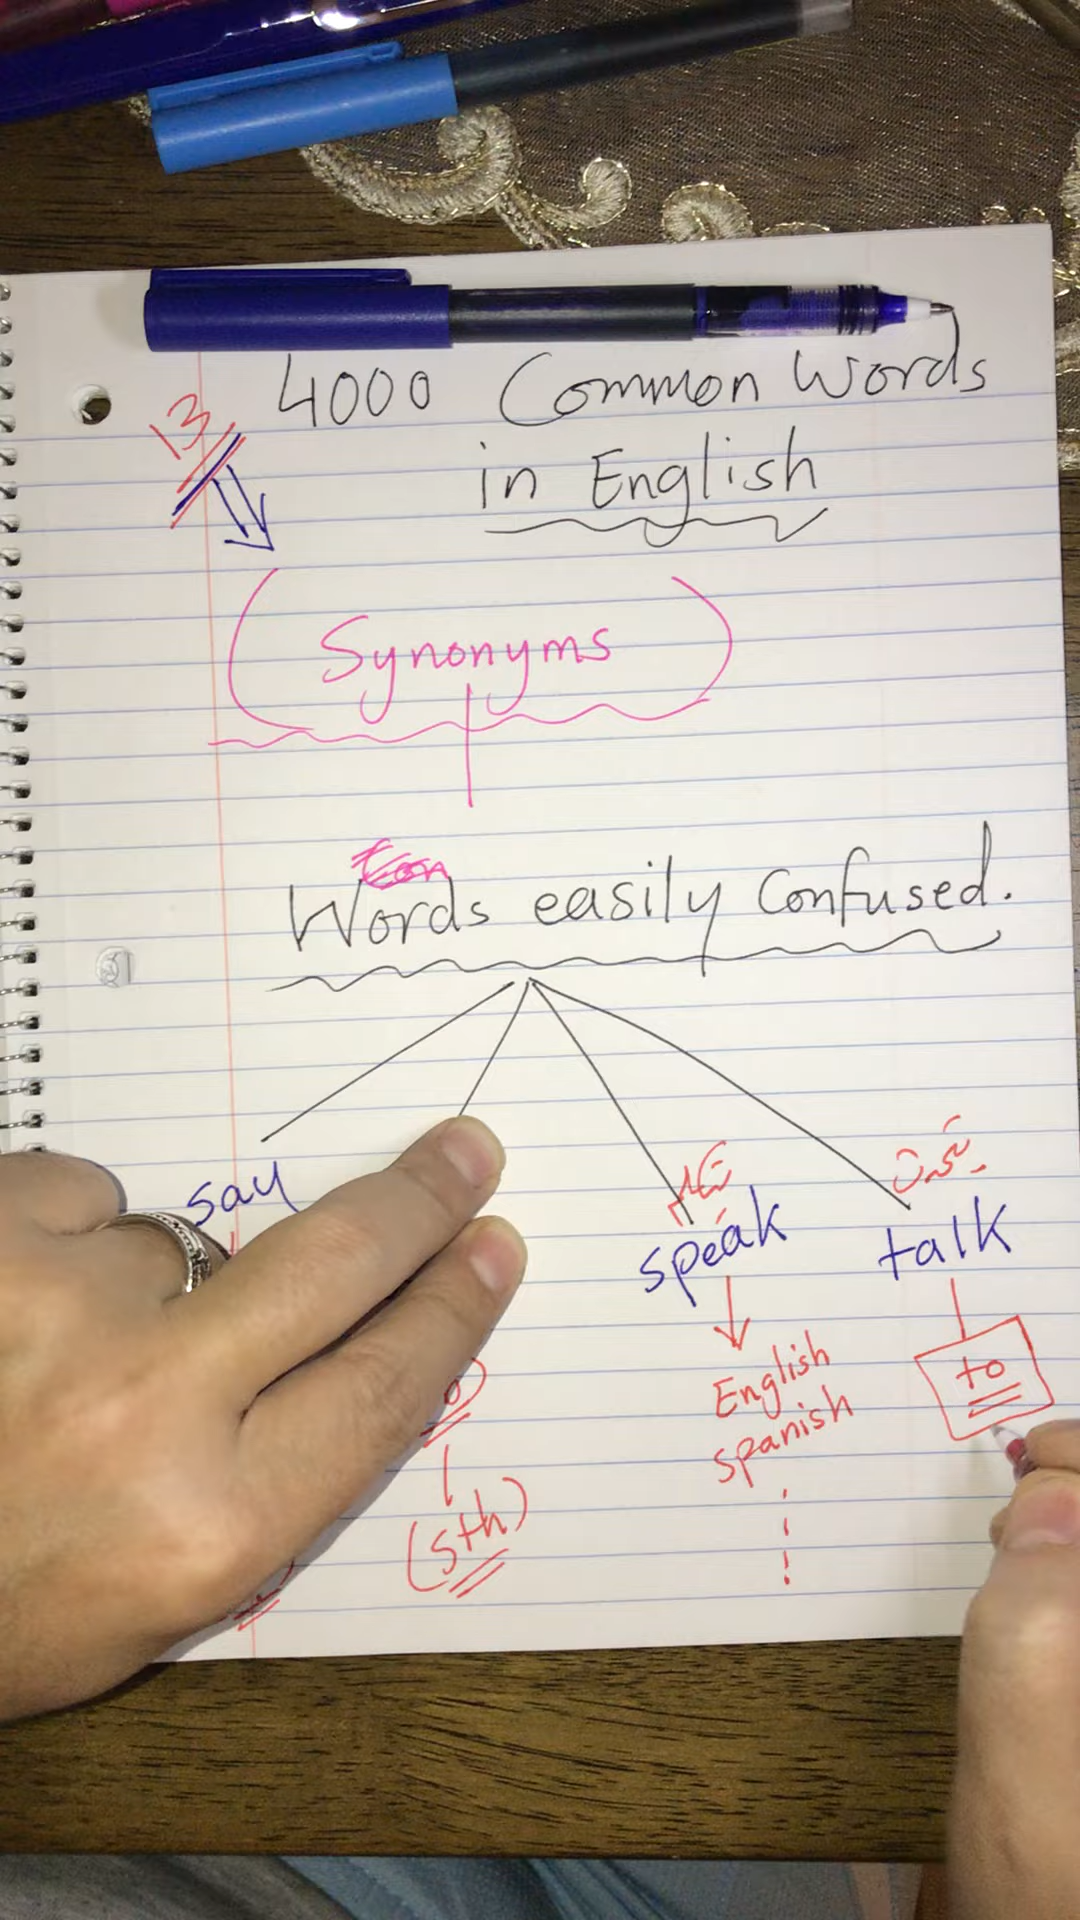 4000 Common Words
in English
13
(Synonyms)
Words easily confused.
say
speak
talk
English
spanish
to
(sth)